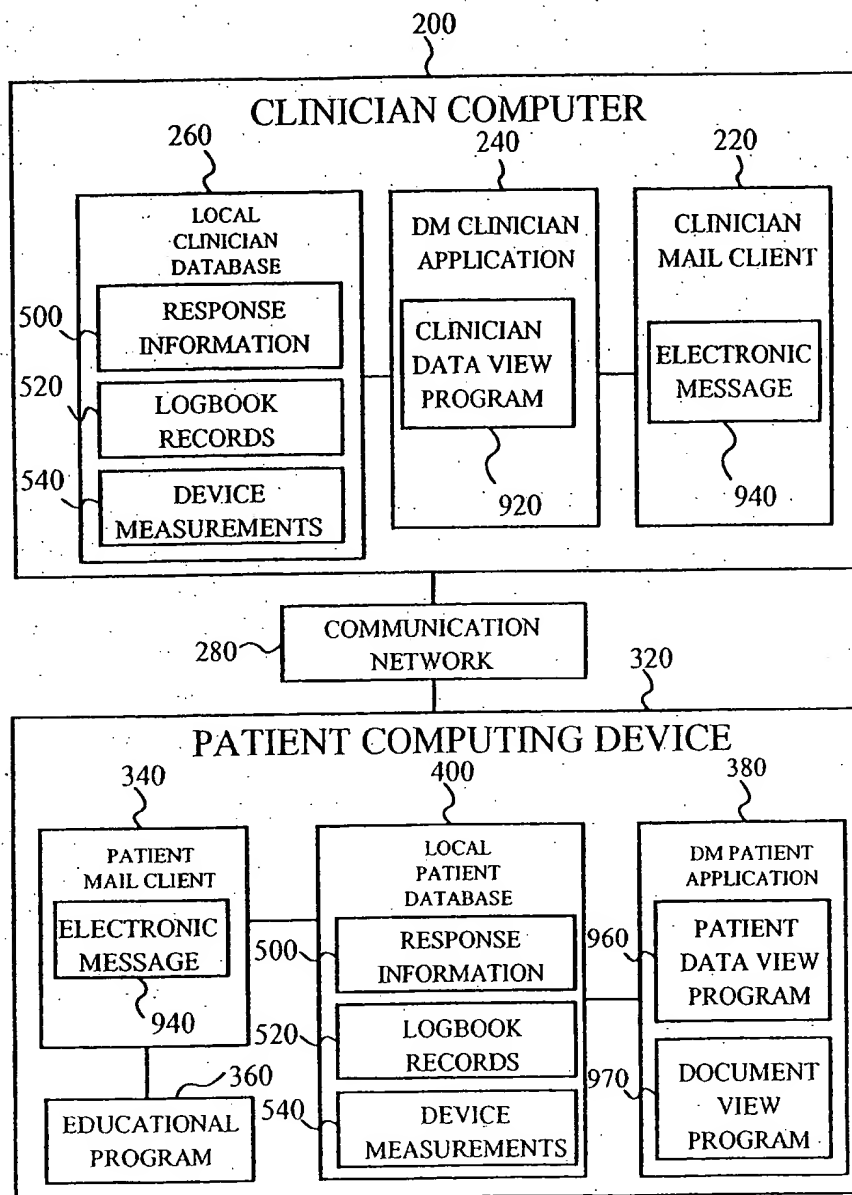 200
CLINICIAN COMPUTER
260
240
220
LOCAL
CLINICIAN
DATABASE
500
RESPONSE
INFORMATION
520
LOGBOOK
RECORDS
540
DEVICE
MEASUREMENTS
DM CLINICIAN
APPLICATION
CLINICIAN
DATA VIEW
PROGRAM
920
CLINICIAN
MAIL CLIENT
ELECTRONIC
MESSAGE
940
280
COMMUNICATION
NETWORK
320
PATIENT COMPUTING DEVICE
340
400
380
PATIENT
MAIL CLIENT
ELECTRONIC
MESSAGE
940
360
EDUCATIONAL
PROGRAM
LOCAL
PATIENT
DATABASE
500
RESPONSE
INFORMATION
520
LOGBOOK
RECORDS
540
DEVICE
MEASUREMENTS
DM PATIENT
APPLICATION
960
PATIENT
DATA VIEW
PROGRAM
970
DOCUMENT
VIEW
PROGRAM